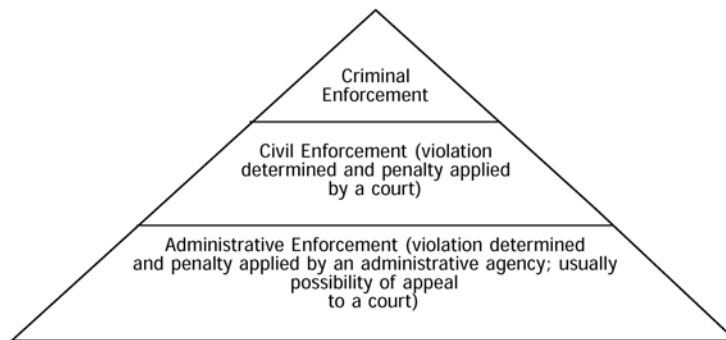 Criminal
Enforcement
Civil Enforcement (violation
determined and penalty applied
by a court)
Administrative Enforcement (violation determined
and penalty applied by an administrative agency; usually
possibility of appeal
to a court)